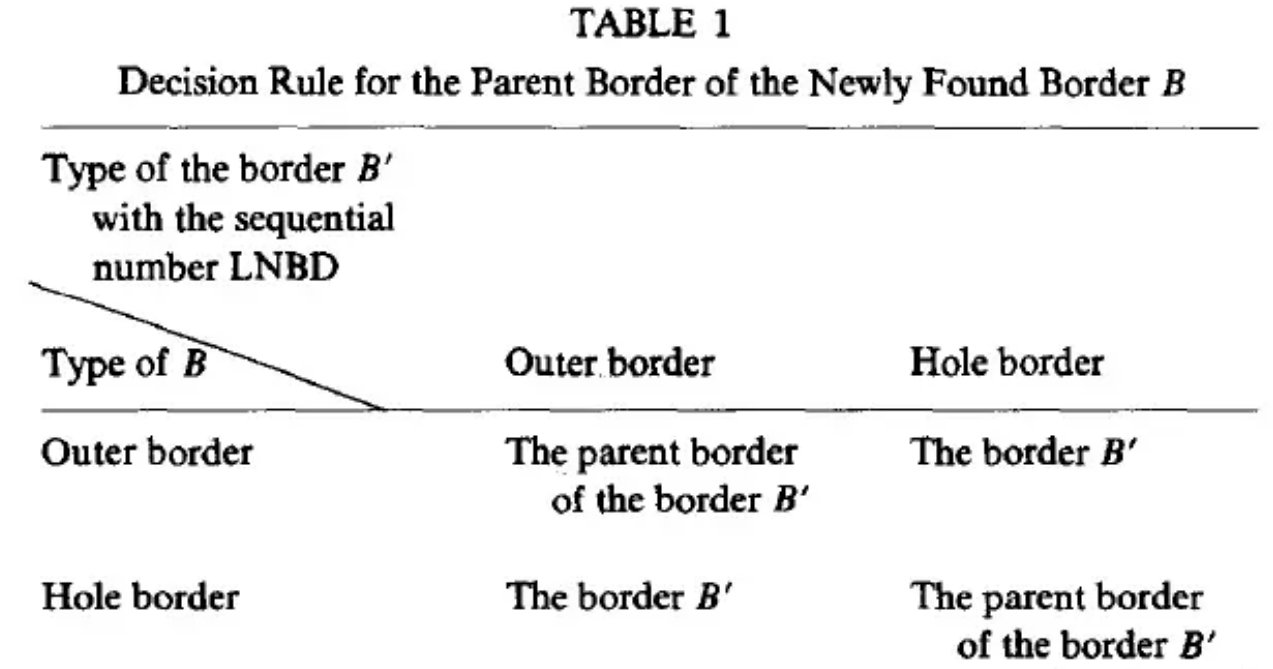 TABLE 1
Decision Rule for the Parent Border of the Newly Found Border B
Type of the border B′
with the sequential
number LNBD
Type of B Outer border Hole border
Outer border The parent border The border B′
of the border B′
Hole border The border B′ The parent border
of the border B′